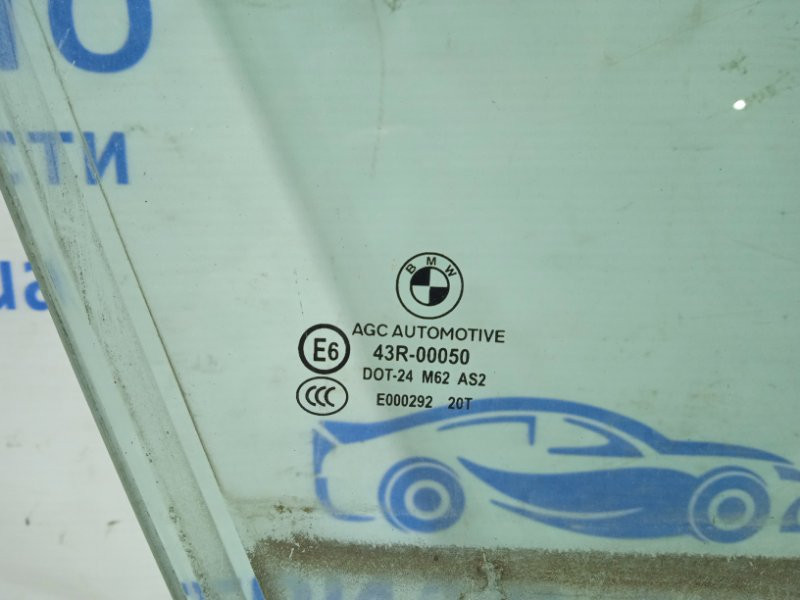 BMW
AGC AUTOMOTIVE
E6 43R-00050
DOT-24 M62 AS2
CCC E000292 20T